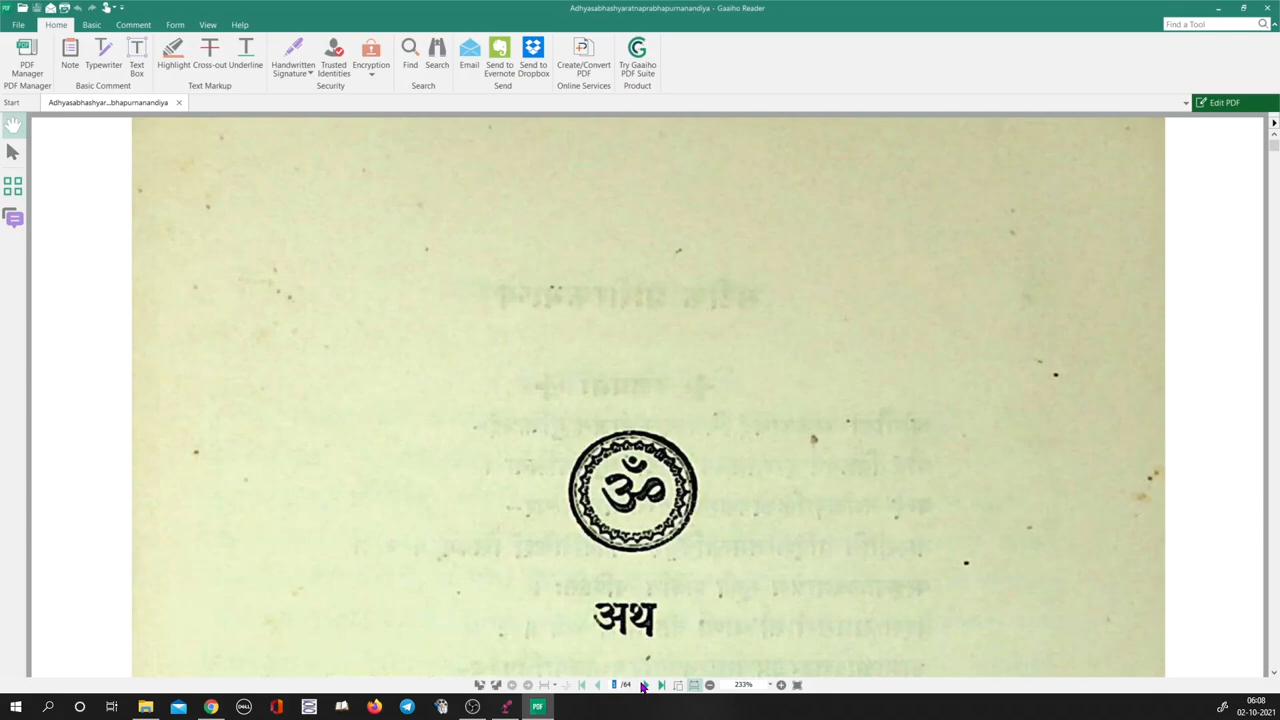 Adhyasabhashyaratnaprabhapurnanandiya - Gaaiho Reader
File Home Basic Comment Form View Help
Find a Tool
PDF Manager Note Typewriter Text Box Highlight Cross-out Underline Handwritten Signature Trusted Identities Encryption Find Search Email Send to Evernote Send to Dropbox Create/Convert PDF Try Gaaiho PDF Suite
PDF Manager Basic Comment Text Markup Security Search Send Online Services Product
Start Adhyasabhashyar...bhapurnanandiya Edit PDF
ॐ
अथ
/64 233%
06:08
02-10-2021